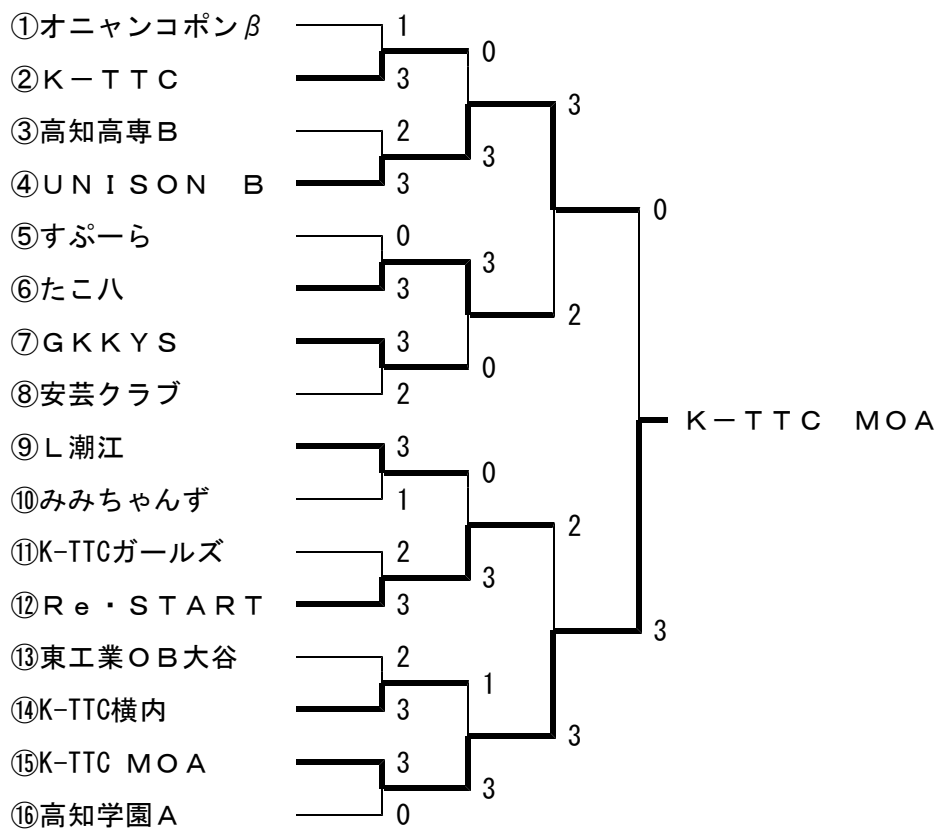 ①オニャンコポンβ 1
0
②Ｋ－ＴＴＣ 3
3
③高知高専Ｂ 2
3
④ＵＮＩＳＯＮ　Ｂ 3
0
⑤すぷーら 0
3
⑥たこ八 3
2
⑦ＧＫＫＹＳ 3
0
⑧安芸クラブ 2
Ｋ－ＴＴＣ　ＭＯＡ
⑨Ｌ潮江 3
0
⑩みみちゃんず 1
2
⑪K-TTCガールズ 2
3
⑫Ｒｅ・ＳＴＡＲＴ 3
3
⑬東工業ＯＢ大谷 2
1
⑭K-TTC横内 3
3
⑮K-TTC ＭＯＡ 3
3
⑯高知学園Ａ 0